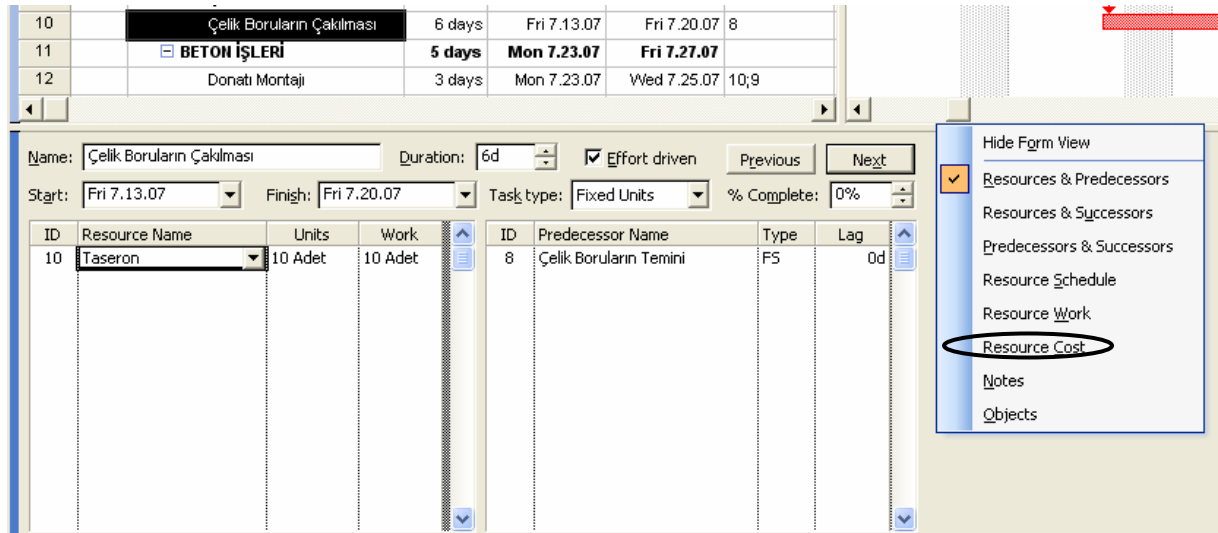 10 Çelik Boruların Çakılması 6 days Fri 7.13.07 Fri 7.20.07 8
11 BETON İŞLERİ 5 days Mon 7.23.07 Fri 7.27.07
12 Donatı Montajı 3 days Mon 7.23.07 Wed 7.25.07 10;9
Name: Çelik Boruların Çakılması Duration: 6d Effort driven Previous Next
Start: Fri 7.13.07 Finish: Fri 7.20.07 Task type: Fixed Units % Complete: 0%
ID Resource Name Units Work ID Predecessor Name Type Lag
10 Taseron 10 Adet 10 Adet 8 Çelik Boruların Temini FS 0d
Hide Form View
Resources & Predecessors
Resources & Successors
Predecessors & Successors
Resource Schedule
Resource Work
Resource Cost
Notes
Objects